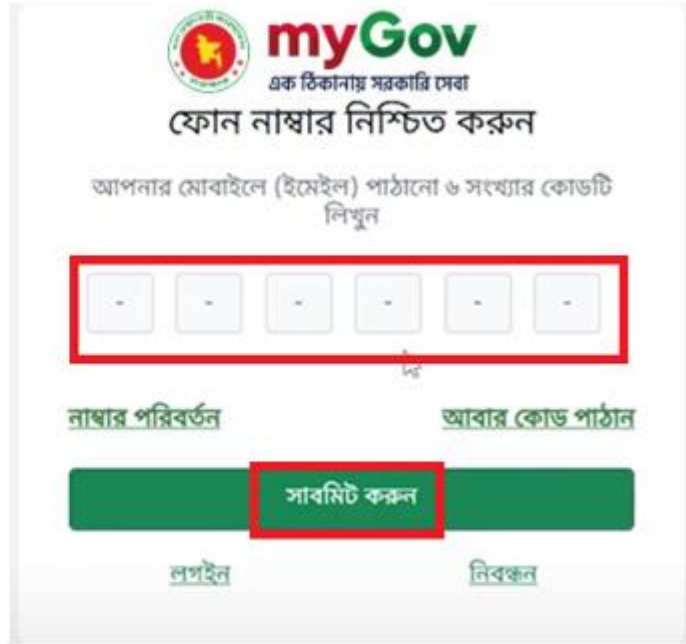 myGov
এক ঠিকানায় সরকারি সেবা
ফোন নাম্বার নিশ্চিত করুন
আপনার মোবাইলে (ইমেইল) পাঠানো ৬ সংখ্যার কোডটি
লিখুন
- - - - - -
নাম্বার পরিবর্তন আবার কোড পাঠান
সাবমিট করুন
লগইন নিবন্ধন